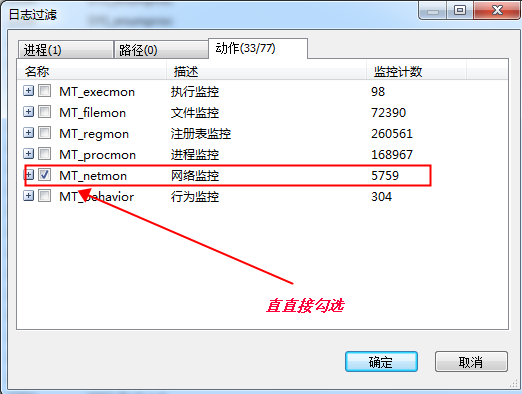 日志过滤
进程(1) 路径(0) 动作(33/77)
名称 描述 监控计数
MT_execmon 执行监控 98
MT_filemon 文件监控 72390
MT_regmon 注册表监控 260561
MT_procmon 进程监控 168967
MT_netmon 网络监控 5759
MT_behavior 行为监控 304
直直接勾选
确定 取消